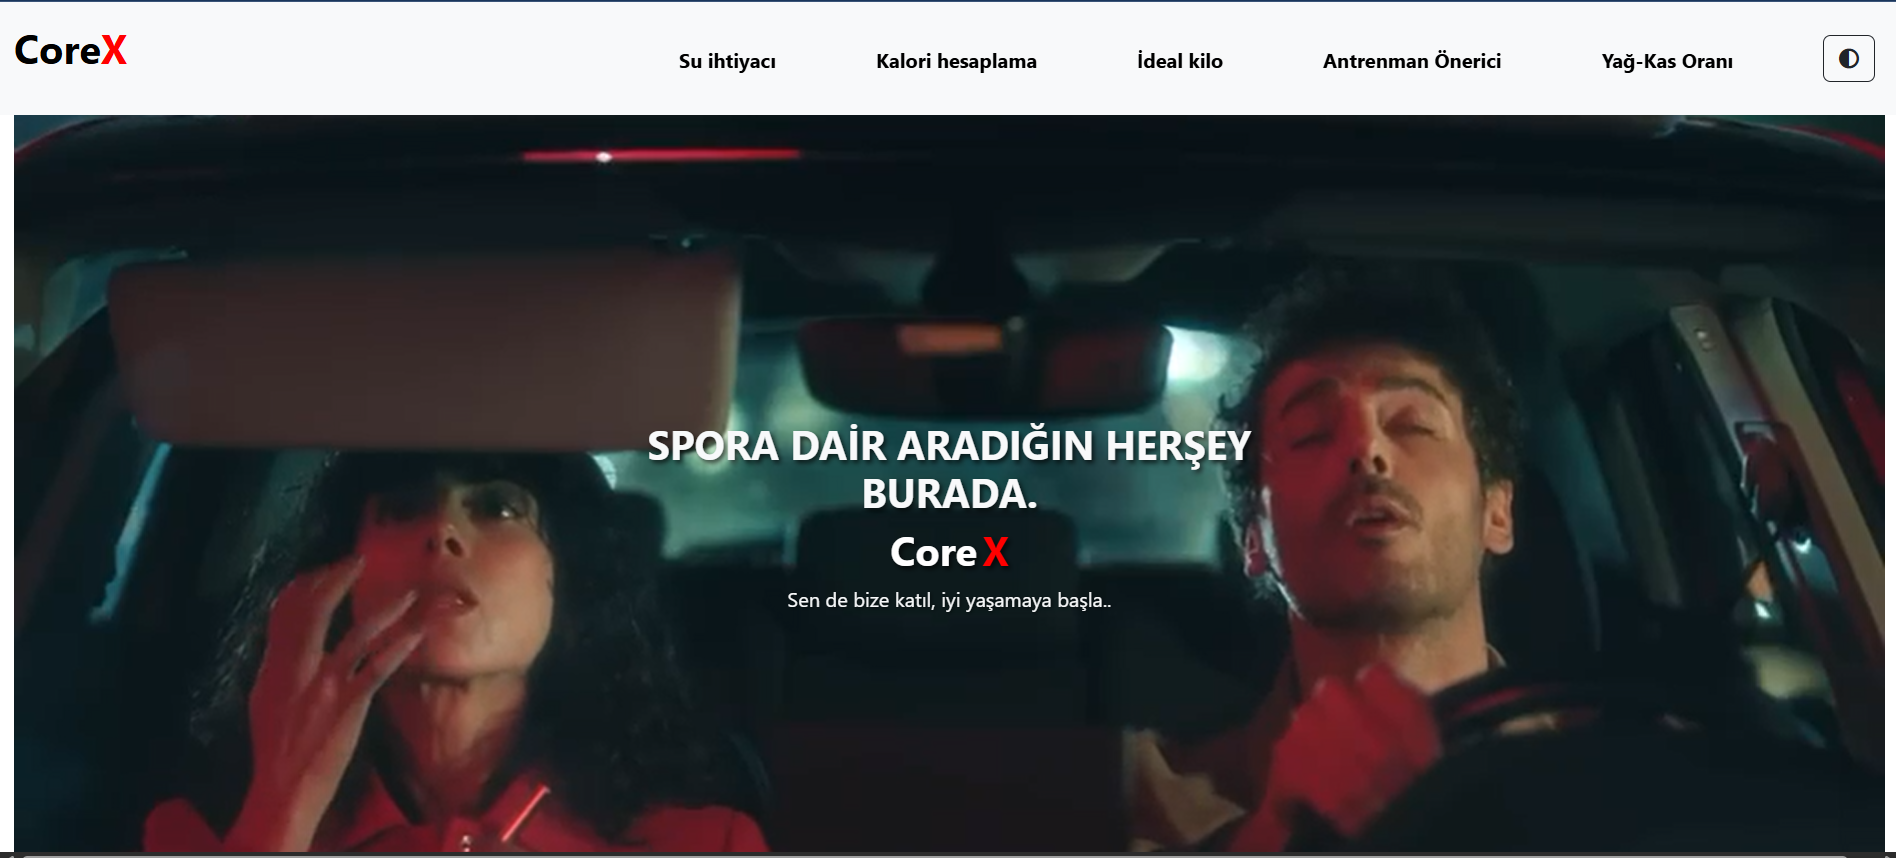 CoreX
Su ihtiyacı
Kalori hesaplama
İdeal kilo
Antrenman Önerici
Yağ-Kas Oranı
SPORA DAİR ARADIĞIN HERŞEY
BURADA.
Core X
Sen de bize katıl, iyi yaşamaya başla..